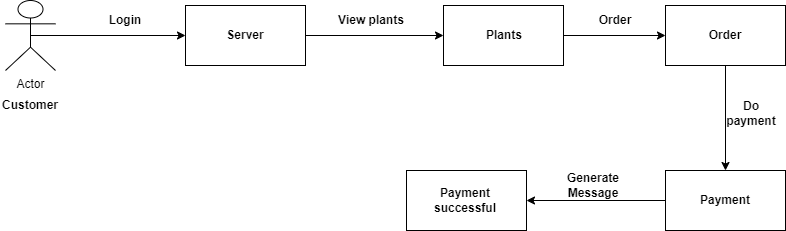 Login
Server
View plants
Plants
Order
Order
Actor
Customer
Do
payment
Generate
Message
Payment
successful
Payment